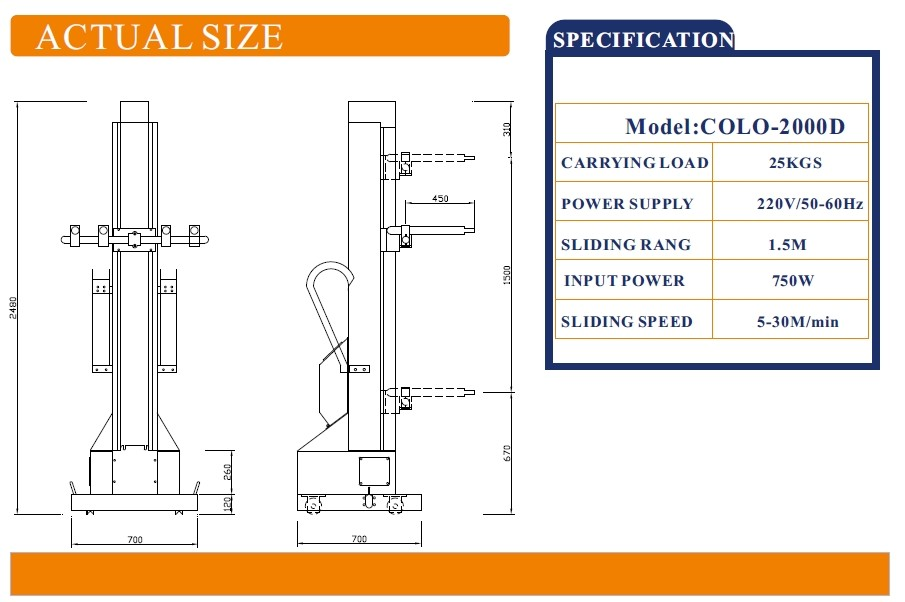 ACTUAL SIZE
SPECIFICATION
Model:COLO-2000D
CARRYING LOAD 25KGS
POWER SUPPLY 220V/50-60Hz
SLIDING RANG 1.5M
INPUT POWER 750W
SLIDING SPEED 5-30M/min
2480
700
260
120
700
450
310
1500
670